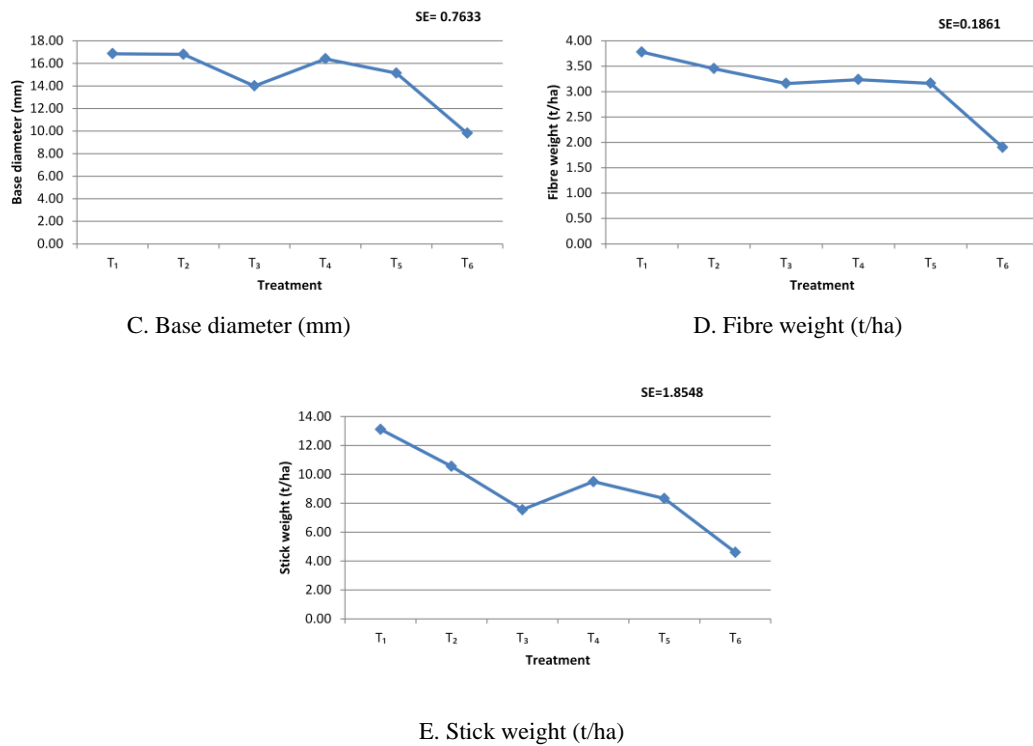 SE= 0.7633
18.00
16.00
14.00
12.00
10.00
8.00
6.00
4.00
2.00
0.00
Base diameter (mm)
T₁ T₂ T₃ T₄ T₅ T₆
Treatment
C. Base diameter (mm)
SE=0.1861
4.00
3.50
3.00
2.50
2.00
1.50
1.00
0.50
0.00
Fibre weight (t/ha)
T₁ T₂ T₃ T₄ T₅ T₆
Treatment
D. Fibre weight (t/ha)
SE=1.8548
14.00
12.00
10.00
8.00
6.00
4.00
2.00
0.00
Stick weight (t/ha)
T₁ T₂ T₃ T₄ T₅ T₆
Treatment
E. Stick weight (t/ha)